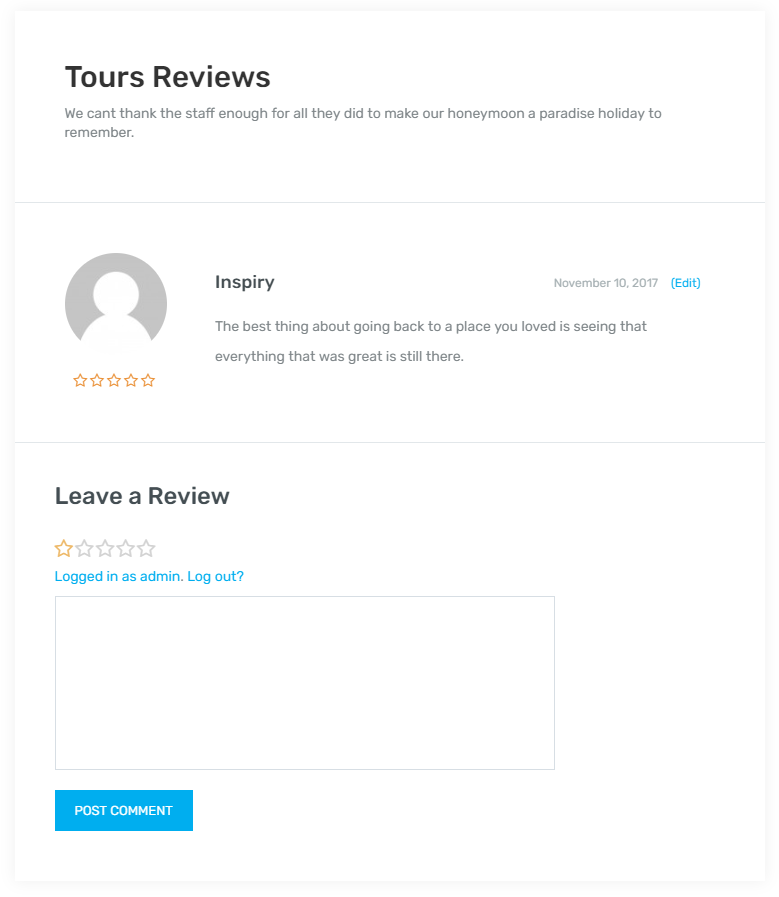 Tours Reviews
We cant thank the staff enough for all they did to make our honeymoon a paradise holiday to
remember.
Inspiry
November 10, 2017 (Edit)
The best thing about going back to a place you loved is seeing that
everything that was great is still there.
Leave a Review
Logged in as admin. Log out?
POST COMMENT